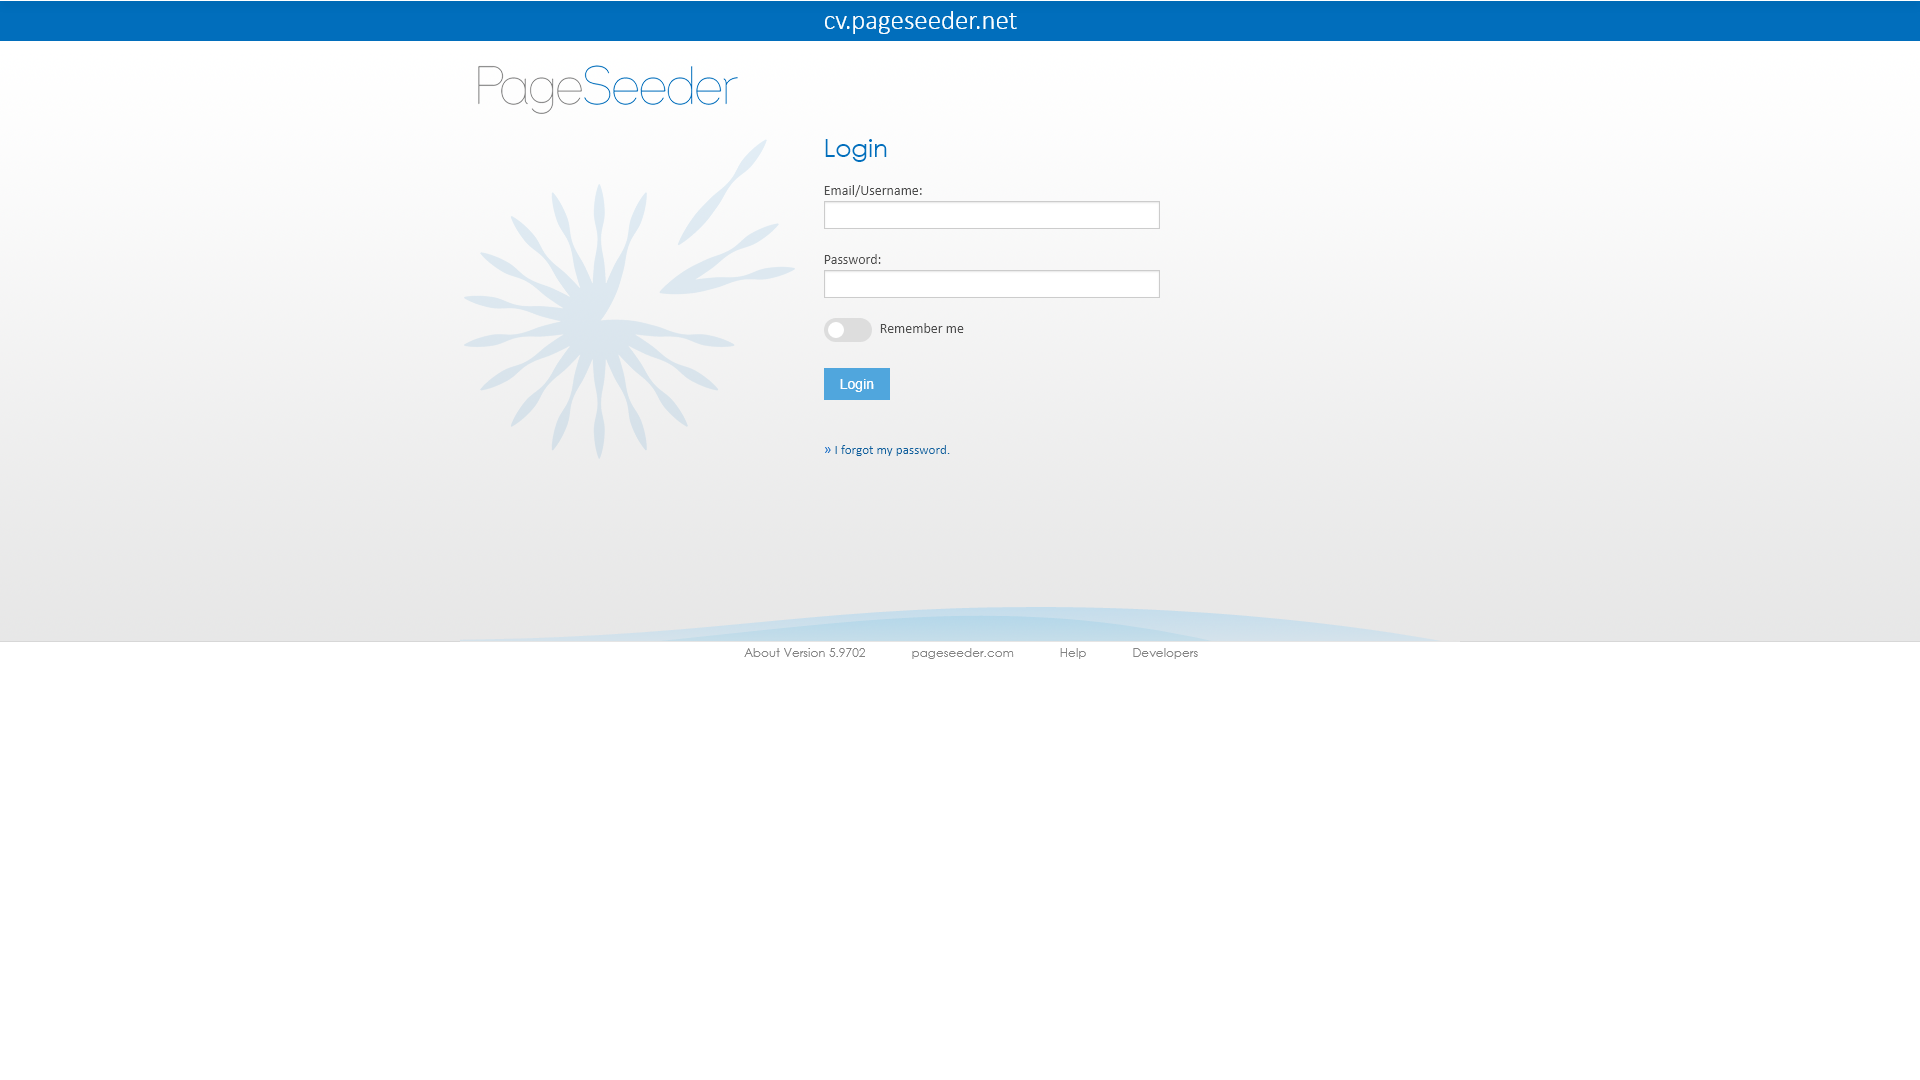 cv.pageseeder.net
PageSeeder
Login
Email/Username:
Password:
Remember me
Login
» I forgot my password.
About Version 5.9702 pageseeder.com Help Developers